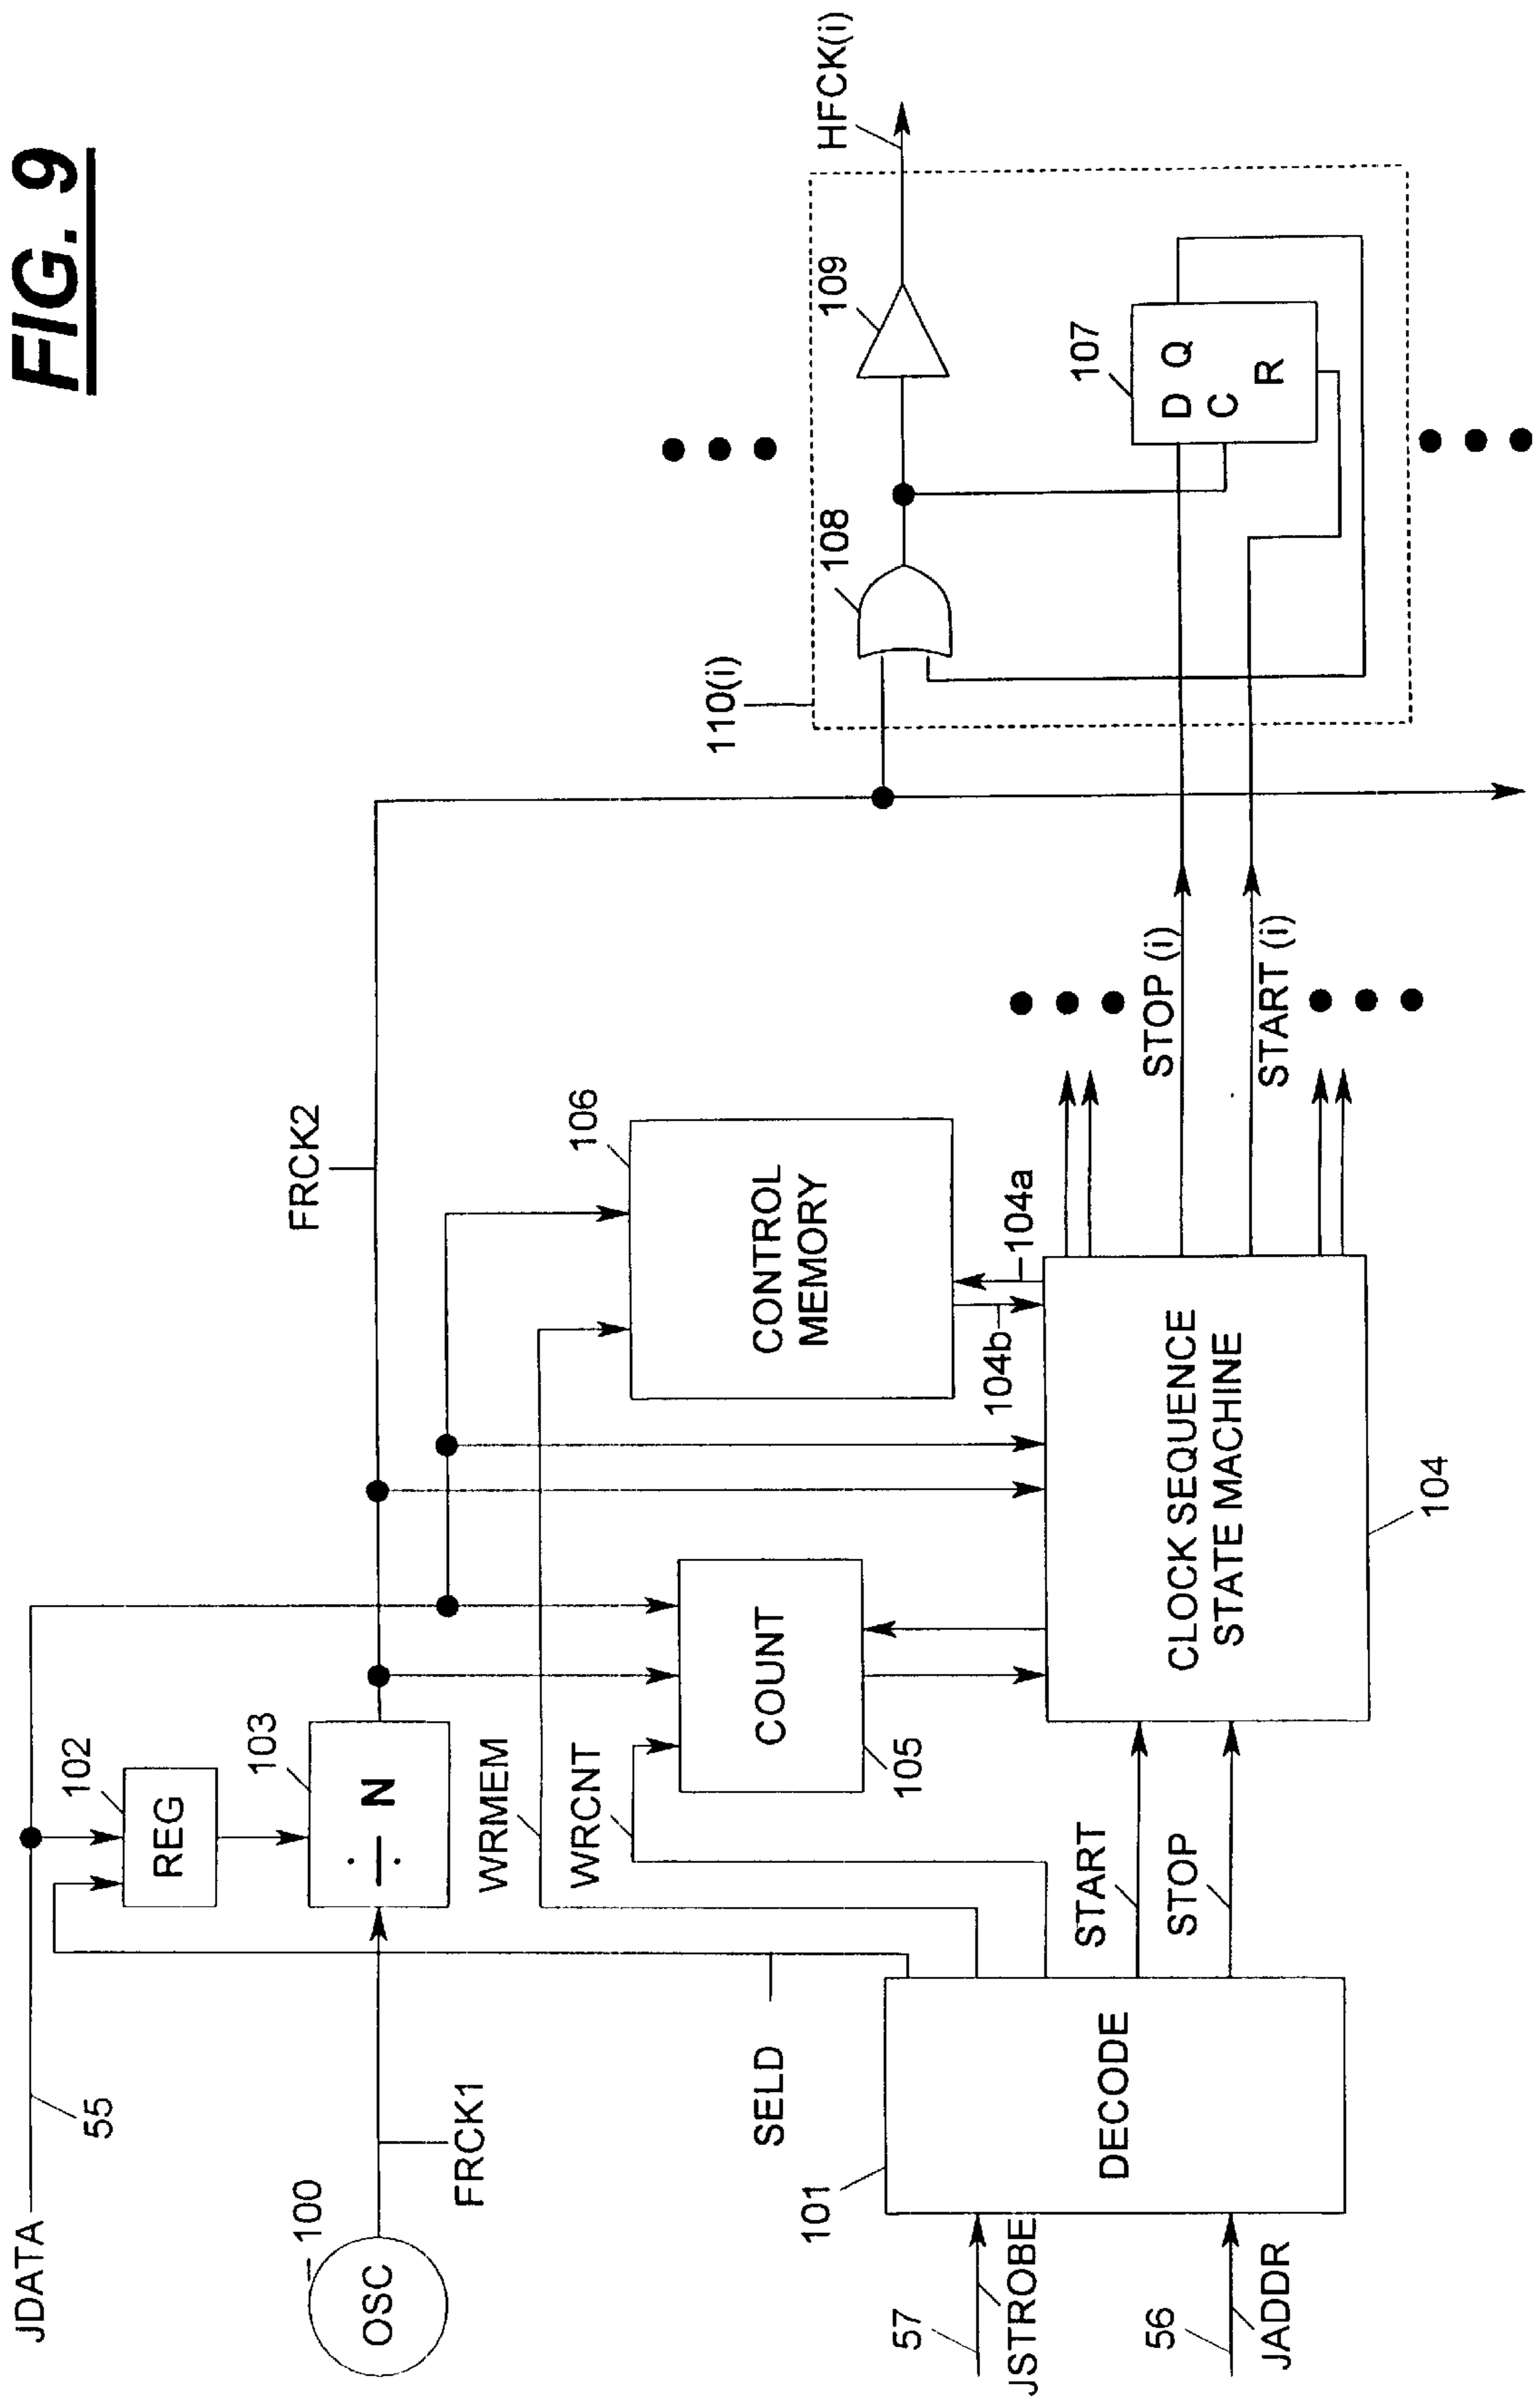 FIG. 9
JDATA
55
102
REG
OSC
100
FRCK1
103
÷ N
FRCK2
WRMEM
WRCNT
SELD
COUNT
105
CONTROL
MEMORY
106
104a
104b
57
JSTROBE
56
JADDR
101
DECODE
START
STOP
CLOCK SEQUENCE
STATE MACHINE
104
STOP (i)
START (i)
110(i)
108
109
HFCK(i)
107
D Q
C
R